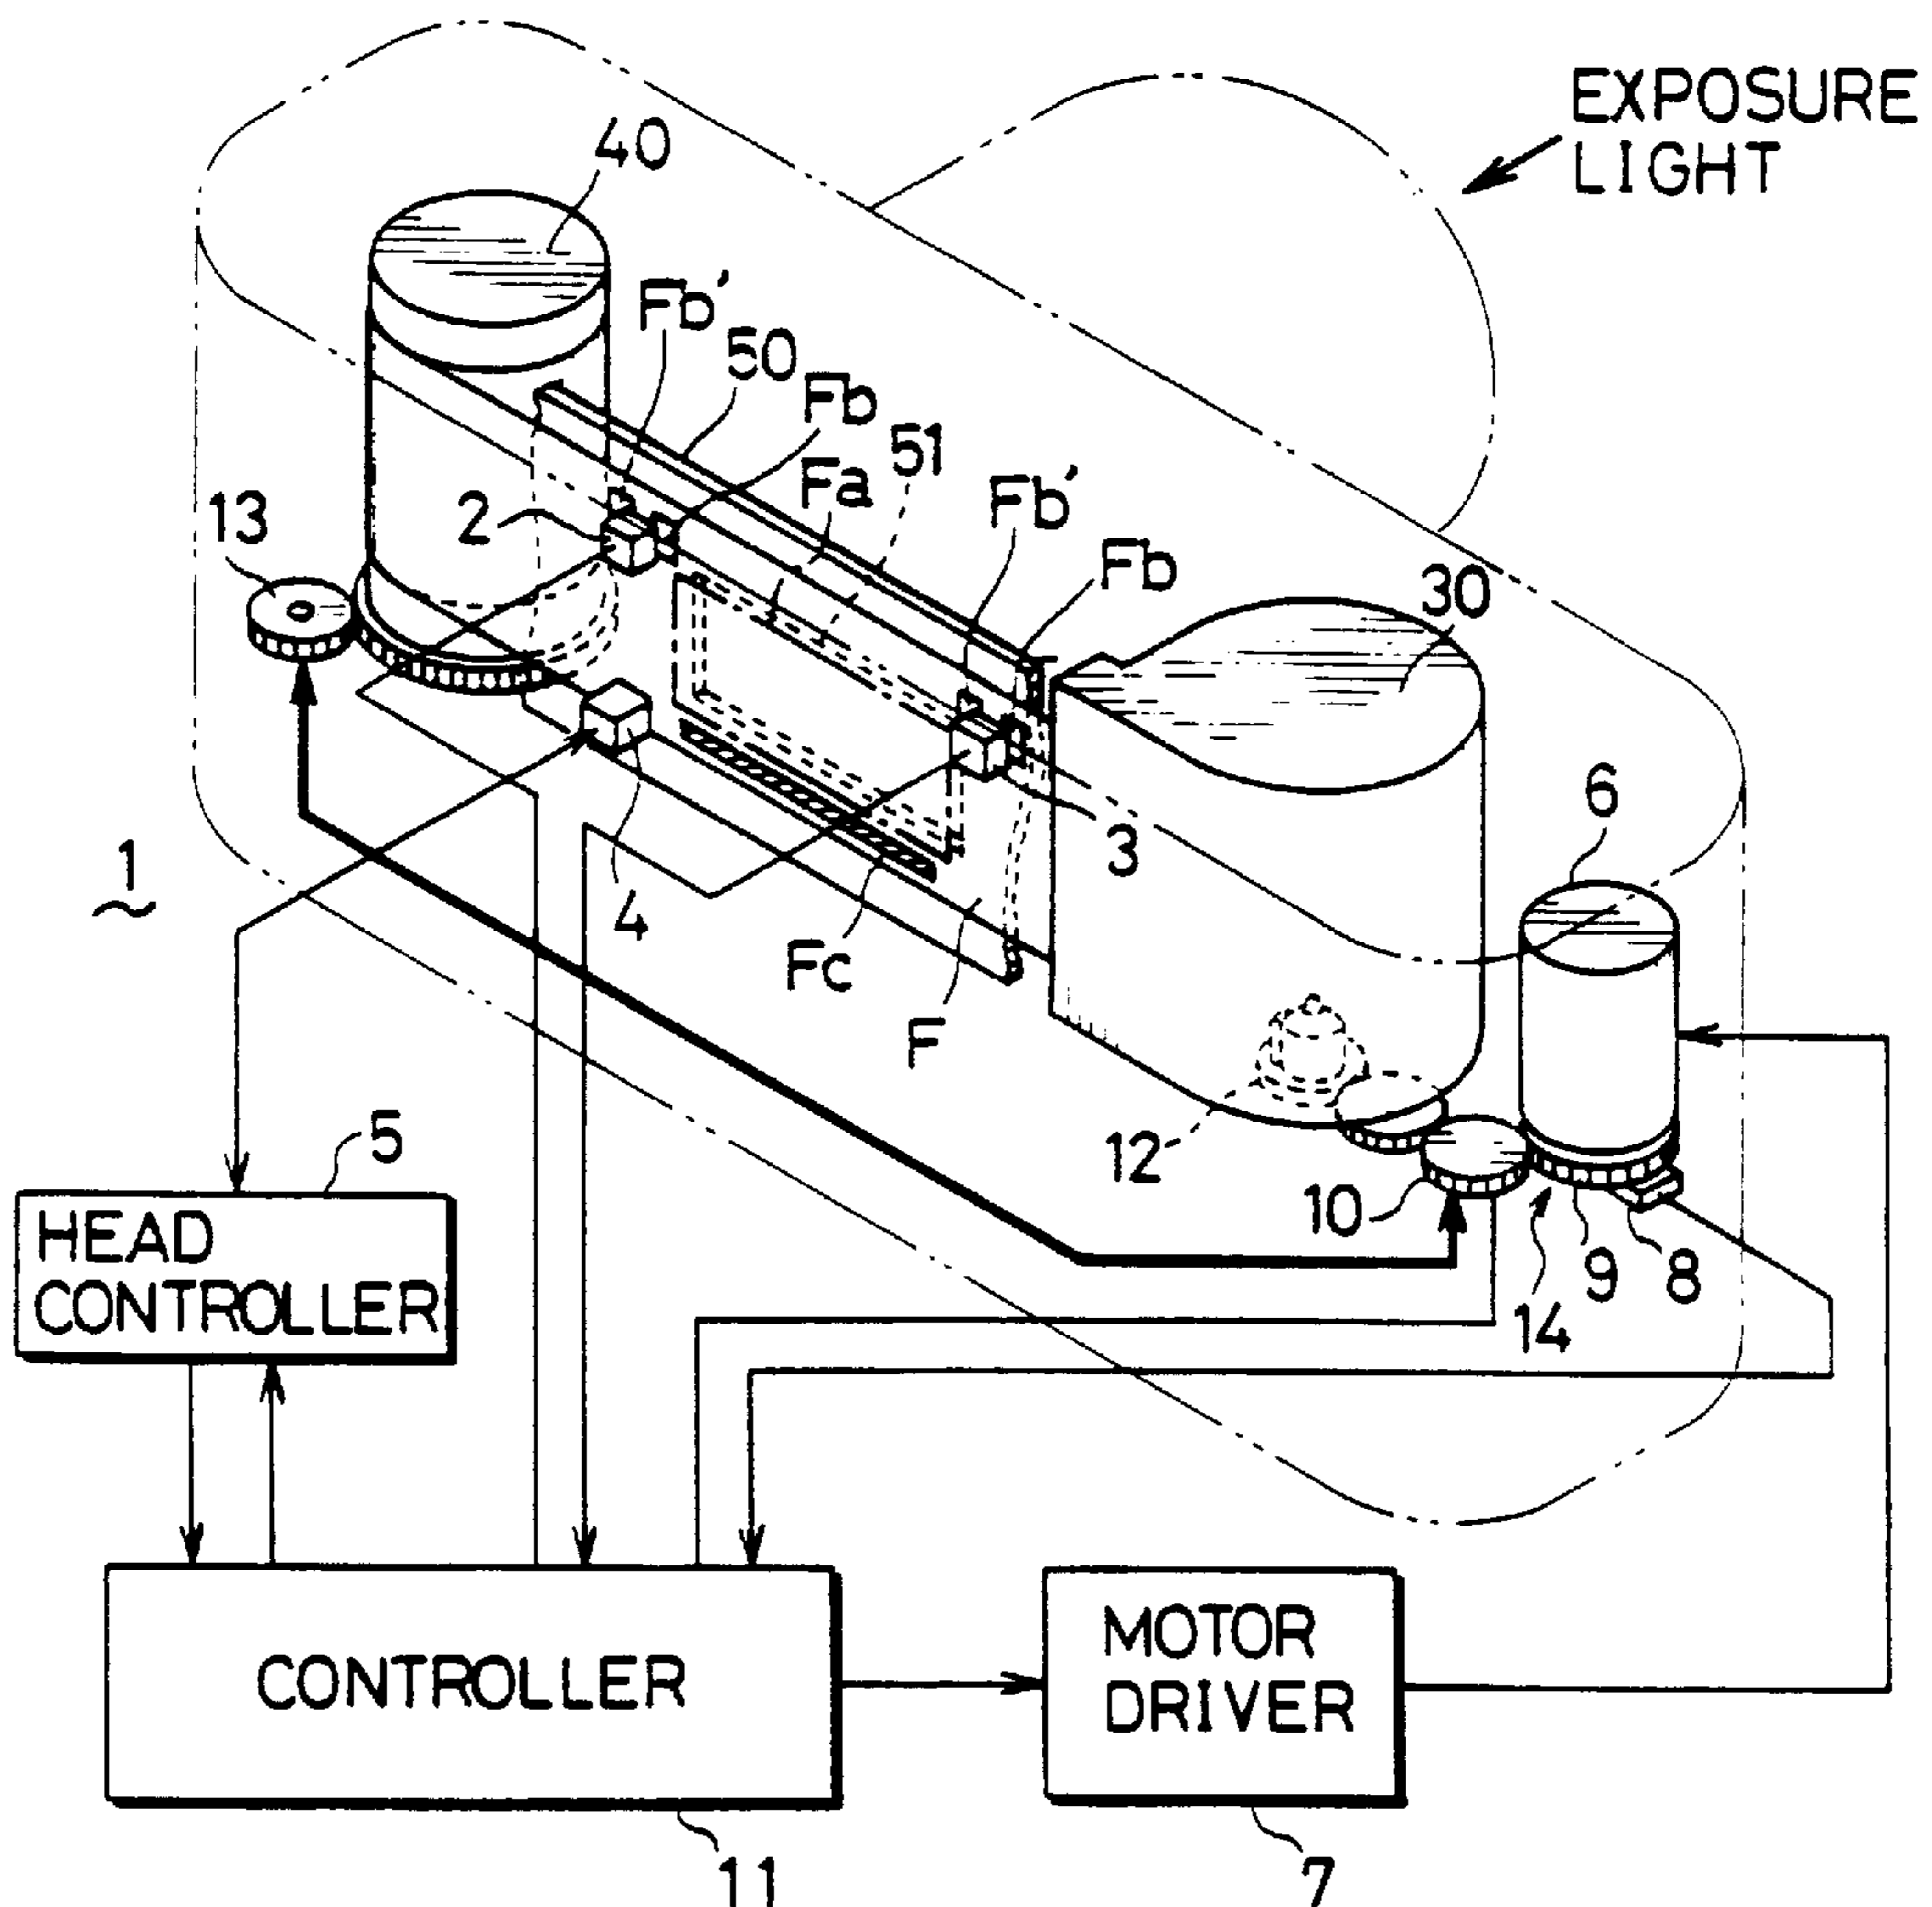 EXPOSURE
LIGHT
40
Fb'
50
Fb
51
Fa
Fb'
13
2
Fb
30
6
3
1
4
Fc
F
5
12
10
9
8
14
HEAD
CONTROLLER
CONTROLLER
MOTOR
DRIVER
11
7